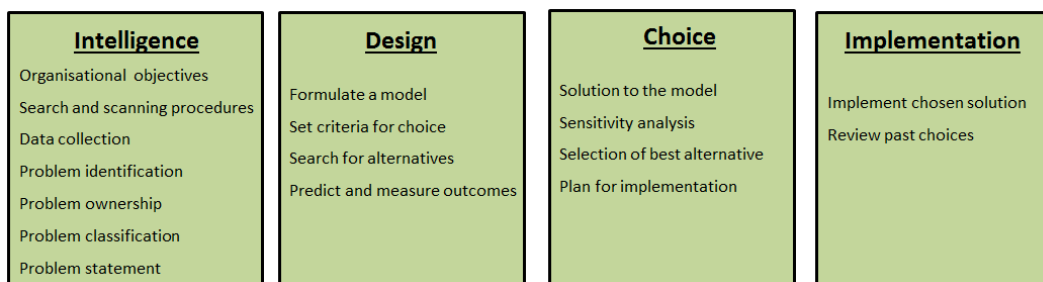 Intelligence
Organisational objectives
Search and scanning procedures
Data collection
Problem identification
Problem ownership
Problem classification
Problem statement
Design
Formulate a model
Set criteria for choice
Search for alternatives
Predict and measure outcomes
Choice
Solution to the model
Sensitivity analysis
Selection of best alternative
Plan for implementation
Implementation
Implement chosen solution
Review past choices